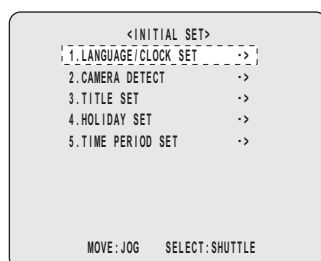 <INITIAL SET>
1.LANGUAGE/CLOCK SET ->
2.CAMERA DETECT ->
3.TITLE SET ->
4.HOLIDAY SET ->
5.TIME PERIOD SET ->
MOVE:JOG SELECT:SHUTTLE